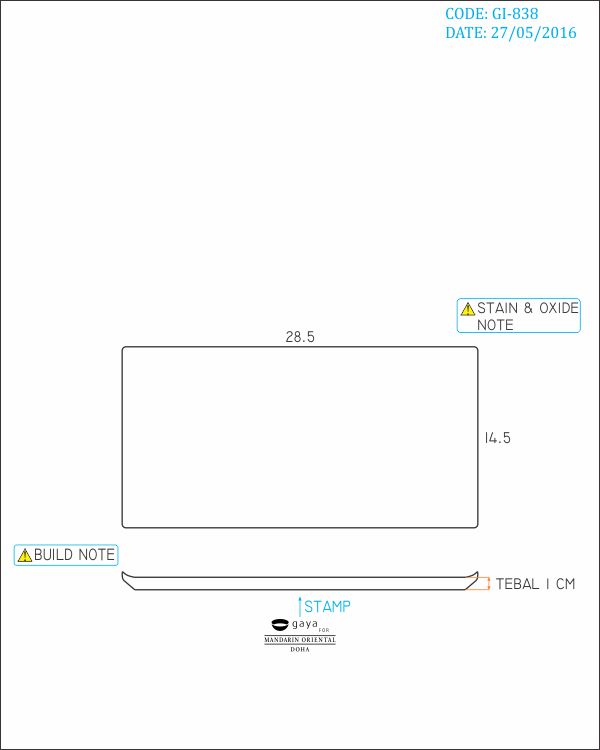 CODE: GI-838
DATE: 27/05/2016
STAIN & OXIDE
NOTE
28.5
14.5
BUILD NOTE
TEBAL 1 CM
STAMP
gaya
FOR
MANDARIN ORIENTAL
DOHA